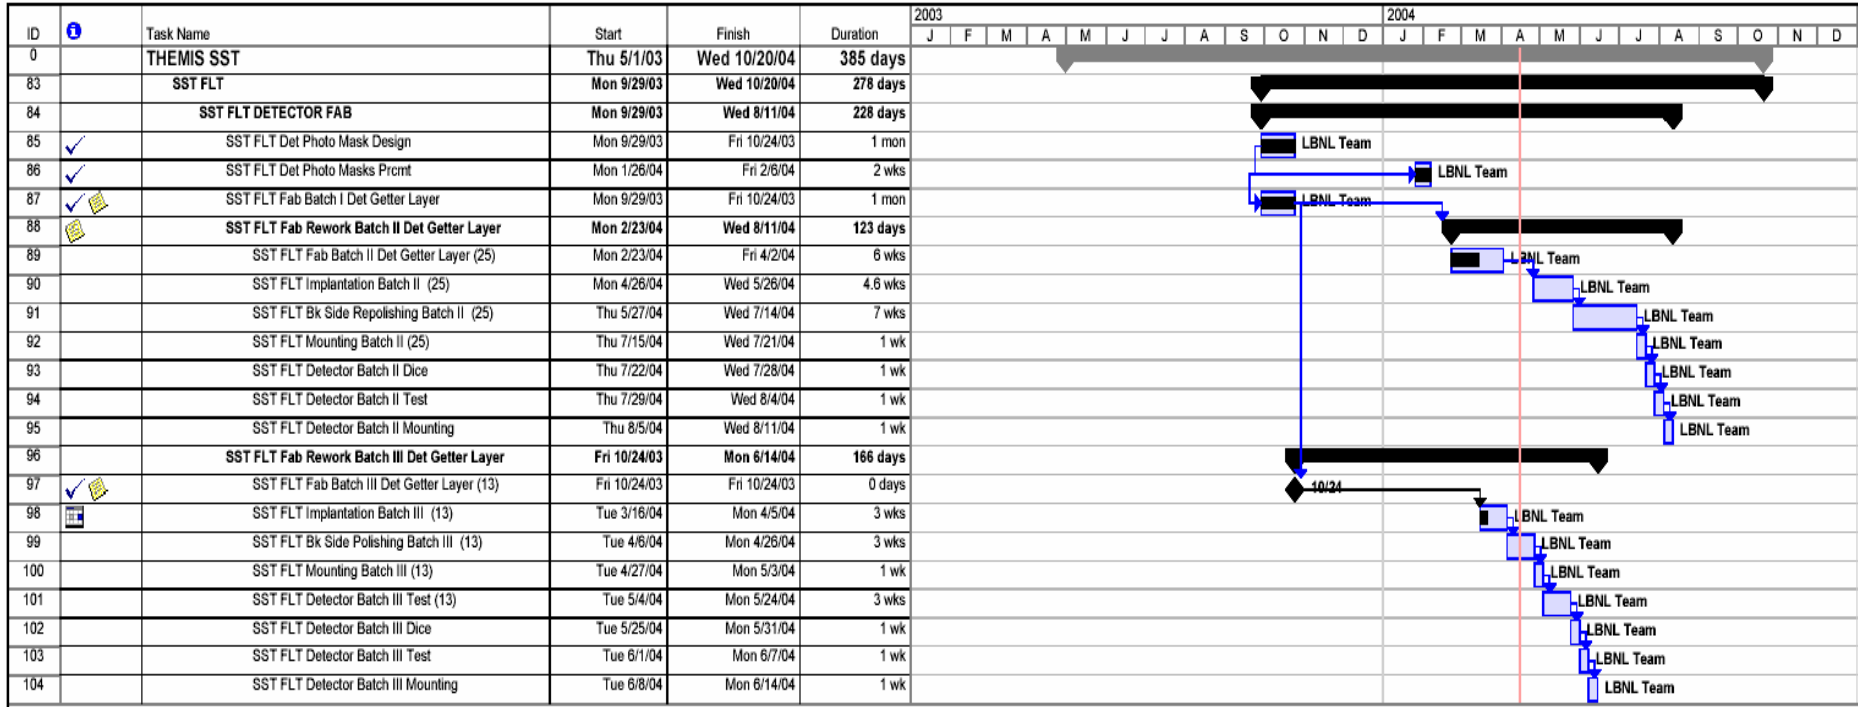 2003 2004
ID Task Name Start Finish Duration J F M A M J J A S O N D J F M A M J J A S O N D
0 THEMIS SST Thu 5/1/03 Wed 10/20/04 385 days
83 SST FLT Mon 9/29/03 Wed 10/20/04 278 days
84 SST FLT DETECTOR FAB Mon 9/29/03 Wed 8/11/04 228 days
85 SST FLT Det Photo Mask Design Mon 9/29/03 Fri 10/24/03 1 mon LBNL Team
86 SST FLT Det Photo Masks Prcmt Mon 1/26/04 Fri 2/6/04 2 wks LBNL Team
87 SST FLT Fab Batch I Det Getter Layer Mon 9/29/03 Fri 10/24/03 1 mon LBNL Team
88 SST FLT Fab Rework Batch II Det Getter Layer Mon 2/23/04 Wed 8/11/04 123 days
89 SST FLT Fab Batch II Det Getter Layer (25) Mon 2/23/04 Fri 4/2/04 6 wks LBNL Team
90 SST FLT Implantation Batch II (25) Mon 4/26/04 Wed 5/26/04 4.6 wks LBNL Team
91 SST FLT Bk Side Repolishing Batch II (25) Thu 5/27/04 Wed 7/14/04 7 wks LBNL Team
92 SST FLT Mounting Batch II (25) Thu 7/15/04 Wed 7/21/04 1 wk LBNL Team
93 SST FLT Detector Batch II Dice Thu 7/22/04 Wed 7/28/04 1 wk LBNL Team
94 SST FLT Detector Batch II Test Thu 7/29/04 Wed 8/4/04 1 wk LBNL Team
95 SST FLT Detector Batch II Mounting Thu 8/5/04 Wed 8/11/04 1 wk LBNL Team
96 SST FLT Fab Rework Batch III Det Getter Layer Fri 10/24/03 Mon 6/14/04 166 days
97 SST FLT Fab Batch III Det Getter Layer (13) Fri 10/24/03 Fri 10/24/03 0 days 10/24
98 SST FLT Implantation Batch III (13) Tue 3/16/04 Mon 4/5/04 3 wks LBNL Team
99 SST FLT Bk Side Polishing Batch III (13) Tue 4/6/04 Mon 4/26/04 3 wks LBNL Team
100 SST FLT Mounting Batch III (13) Tue 4/27/04 Mon 5/3/04 1 wk LBNL Team
101 SST FLT Detector Batch III Test (13) Tue 5/4/04 Mon 5/24/04 3 wks LBNL Team
102 SST FLT Detector Batch III Dice Tue 5/25/04 Mon 5/31/04 1 wk LBNL Team
103 SST FLT Detector Batch III Test Tue 6/1/04 Mon 6/7/04 1 wk LBNL Team
104 SST FLT Detector Batch III Mounting Tue 6/8/04 Mon 6/14/04 1 wk LBNL Team